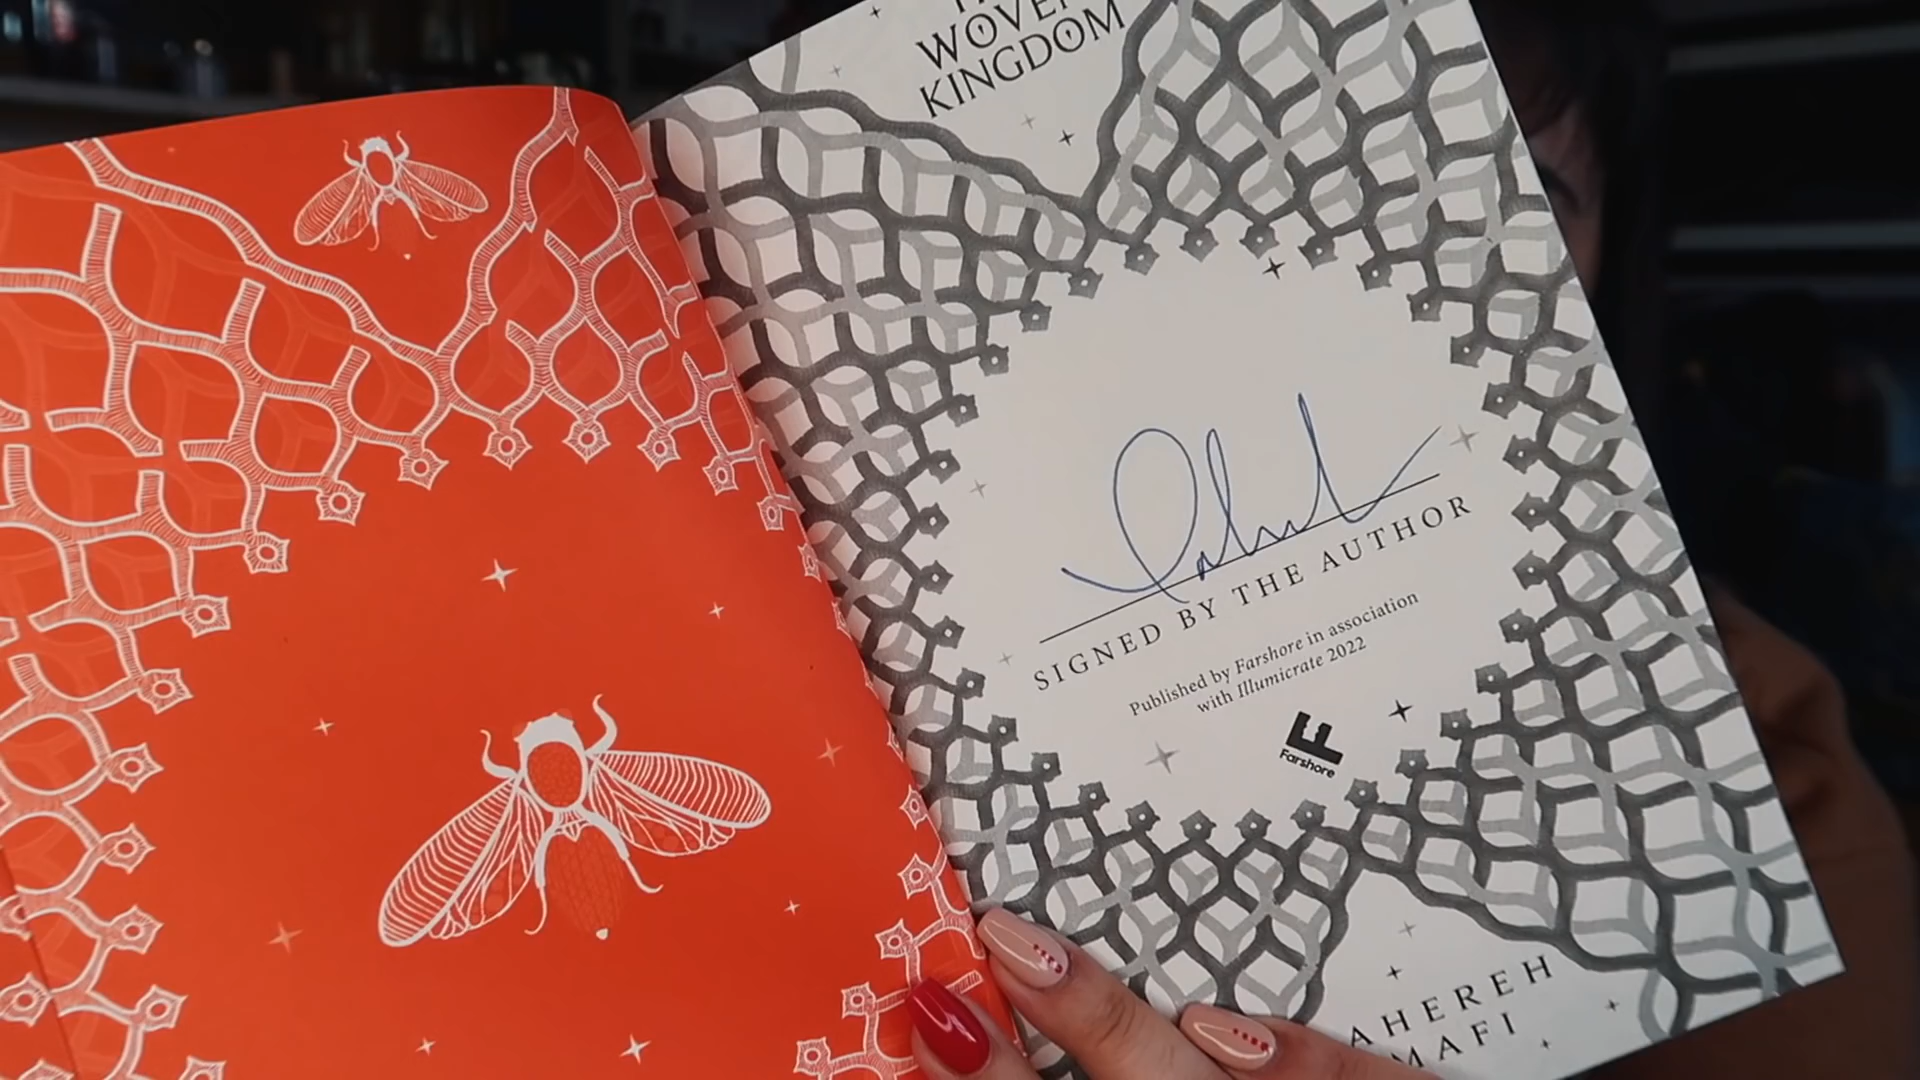 WOVEN
KINGDOM
SIGNED BY THE AUTHOR
Published by Farshore in association
with Illumicrate 2022
Farshore
AHEREH
MAFI